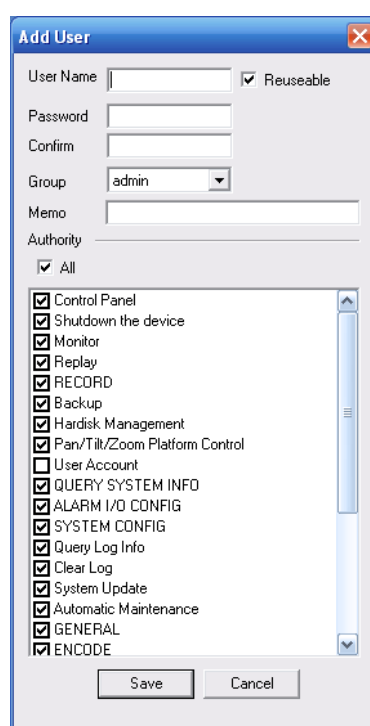 Add User
User Name Reuseable
Password
Confirm
Group admin
Memo
Authority
All
Control Panel
Shutdown the device
Monitor
Replay
RECORD
Backup
Hardisk Management
Pan/Tilt/Zoom Platform Control
User Account
QUERY SYSTEM INFO
ALARM I/O CONFIG
SYSTEM CONFIG
Query Log Info
Clear Log
System Update
Automatic Maintenance
GENERAL
ENCODE
Save Cancel